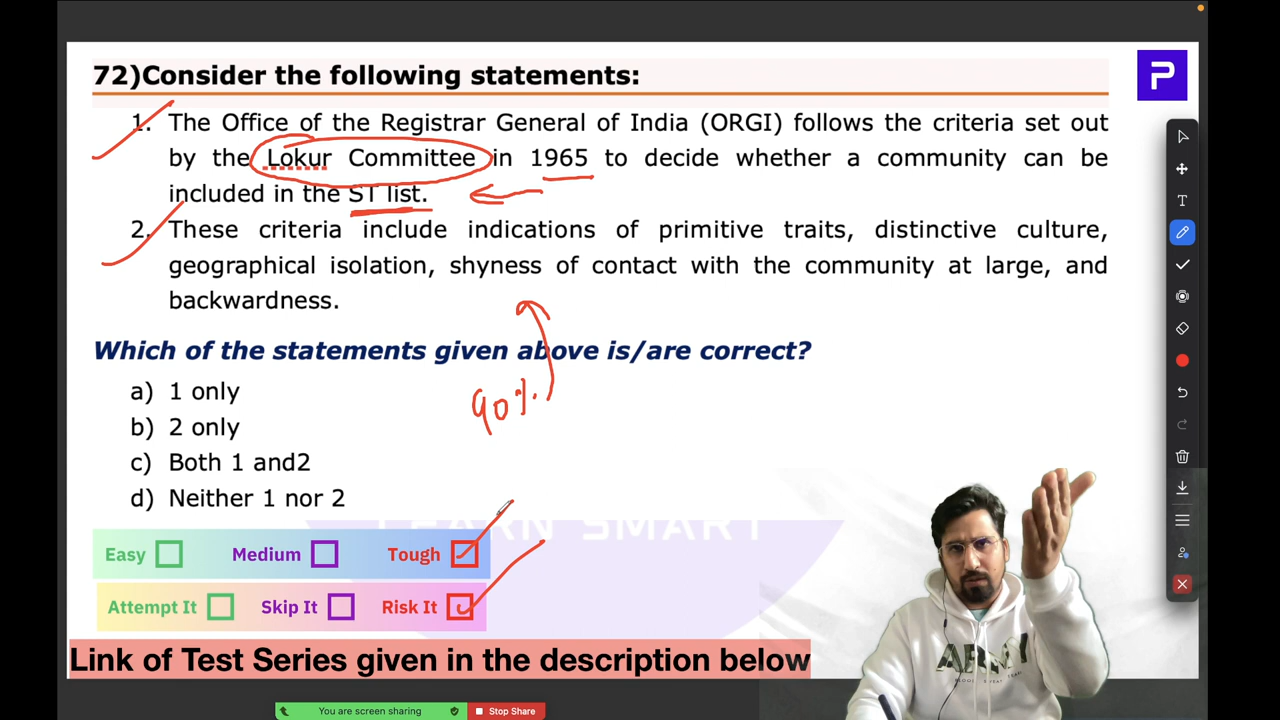 72)Consider the following statements:
1. The Office of the Registrar General of India (ORGI) follows the criteria set out
by the Lokur Committee in 1965 to decide whether a community can be
included in the ST list.
2. These criteria include indications of primitive traits, distinctive culture,
geographical isolation, shyness of contact with the community at large, and
backwardness.
Which of the statements given above is/are correct?
a) 1 only
90%
b) 2 only
c) Both 1 and2
d) Neither 1 nor 2
LEARN SMART
Easy Medium Tough
Attempt It Skip It Risk It
ARMY
Link of Test Series given in the description below
You are screen sharing Stop Share
P
T